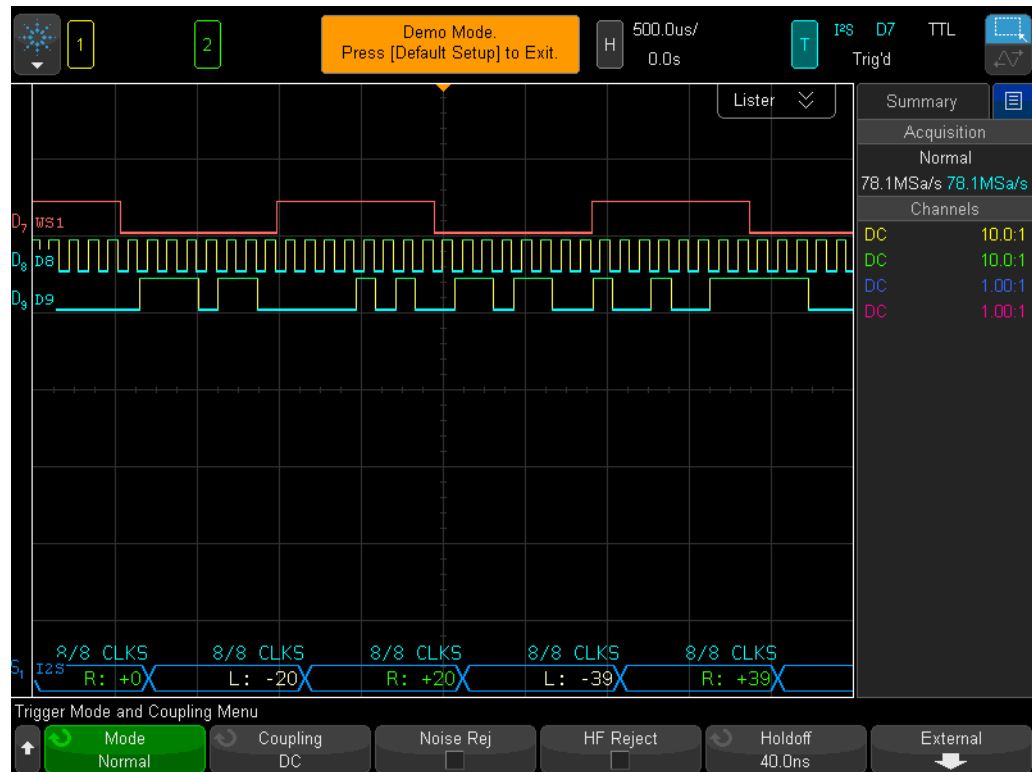 1
2
Demo Mode.
Press [Default Setup] to Exit.
H
500.0us/
0.0s
T
I²S D7 TTL
Trig'd
Lister
Summary
Acquisition
Normal
78.1MSa/s 78.1MSa/s
Channels
DC 10.0:1
DC 10.0:1
DC 1.00:1
DC 1.00:1
D7 WS1
D8 D8
D9 D9
8/8 CLKS 8/8 CLKS 8/8 CLKS 8/8 CLKS 8/8 CLKS
S1 I2S R: +0 L: -20 R: +20 L: -39 R: +39
Trigger Mode and Coupling Menu
Mode
Normal
Coupling
DC
Noise Rej
HF Reject
Holdoff
40.0ns
External